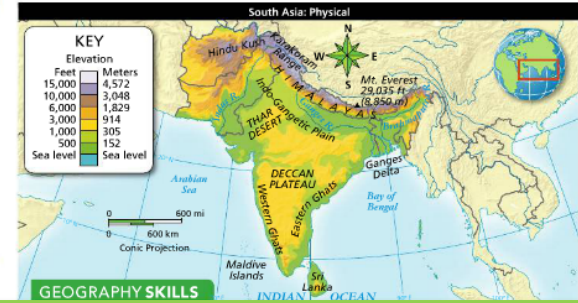 South Asia: Physical
KEY
Elevation
Feet Meters
15,000 4,572
10,000 3,048
6,000 1,829
3,000 914
1,000 305
500 152
Sea level Sea level
N
W E
S
Hindu Kush
Karakoram
Range
HIMALAYAS
Mt. Everest
29,035 ft
(8,850 m)
Indo-Gangetic Plain
Ganges R.
THAR
DESERT
Ganges
Delta
Arabian
Sea
DECCAN
PLATEAU
Western Ghats
Eastern Ghats
Bay of
Bengal
0 600 mi
0 600 km
Conic Projection
Maldive
Islands
Sri
Lanka
INDIAN OCEAN
GEOGRAPHY SKILLS